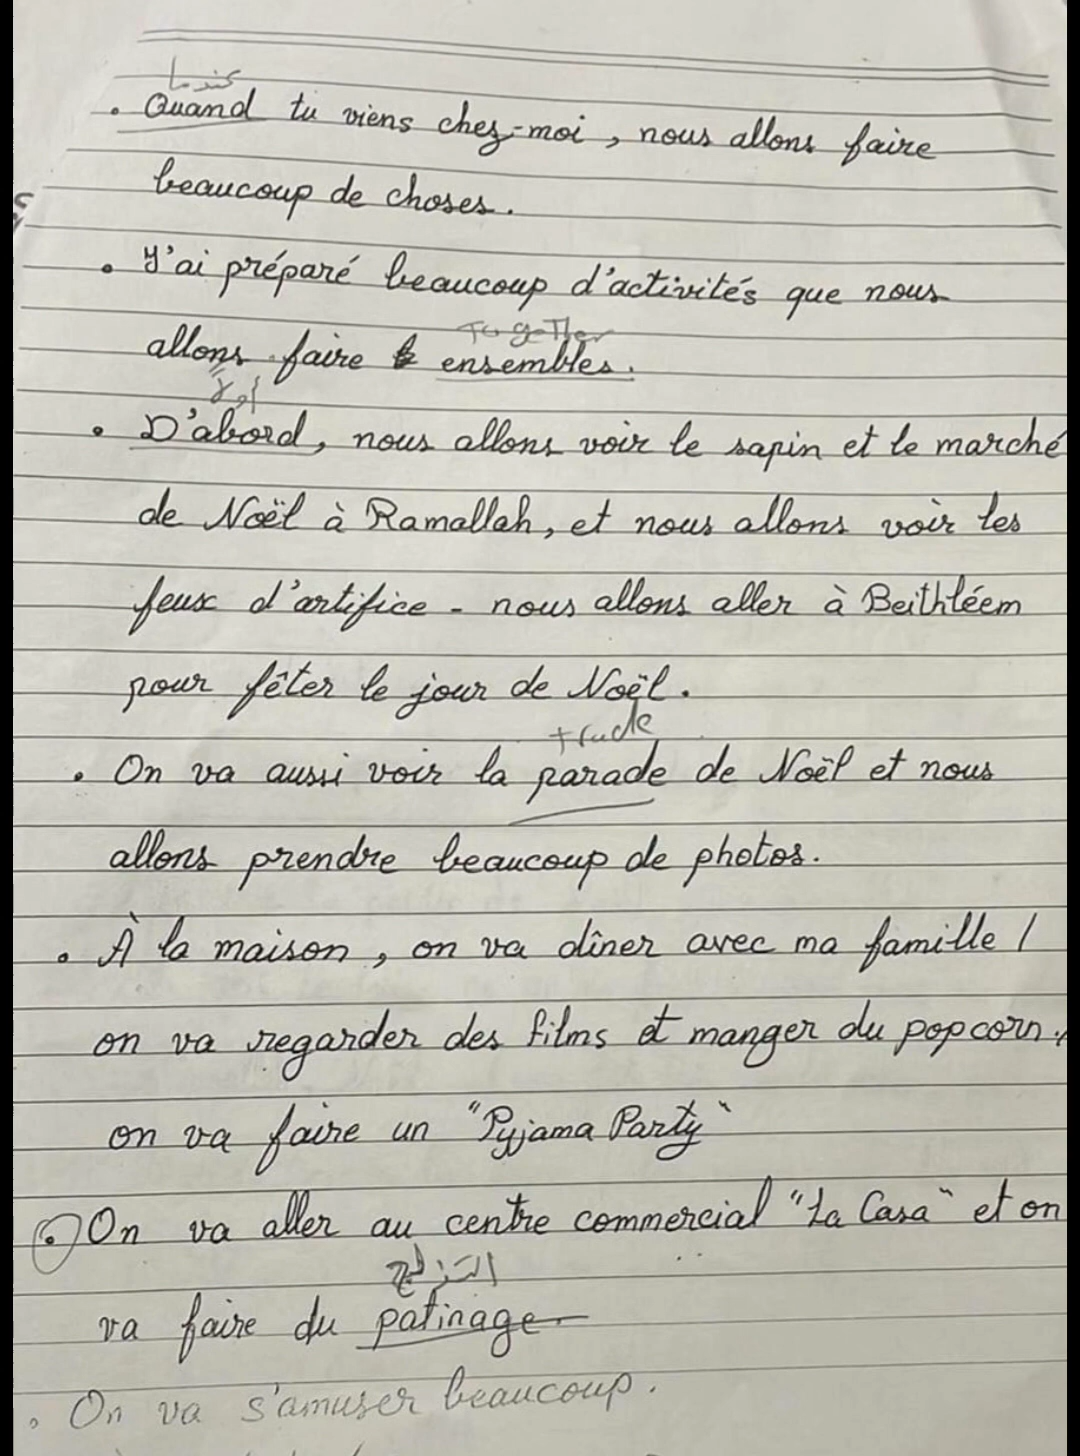 عندما
. Quand tu viens chez-moi, nous allons faire
beaucoup de choses.
. J'ai préparé beaucoup d'activités que nous
Together
allons faire ensembles.
أولاً
. D'abord, nous allons voir le sapin et le marché
de Noël à Ramallah, et nous allons voir les
feux d'artifice - nous allons aller à Beithléem
pour fêter le jour de Noël.
truck
. On va aussi voir la parade de Noël et nous
allons prendre beaucoup de photos.
. À la maison, on va dîner avec ma famille /
on va regarder des films et manger du pop corn.
on va faire un "Pyjama Party"
. On va aller au centre commercial "La Casa" et on
التزلج
va faire du patinage.
. On va s'amuser beaucoup.